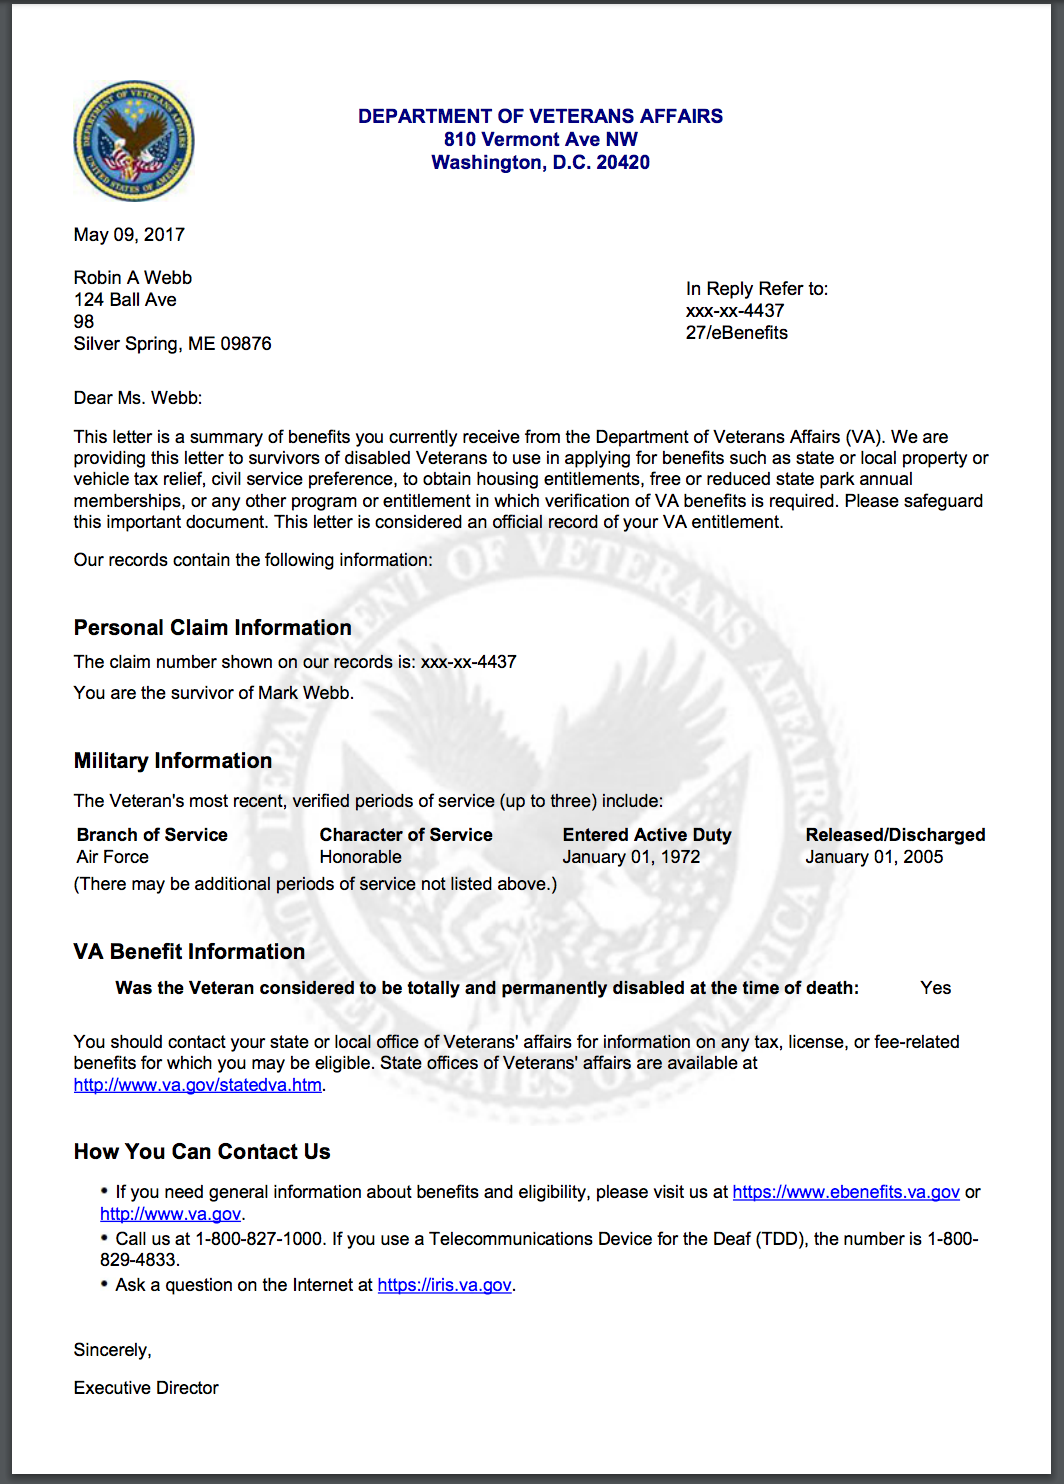 DEPARTMENT OF VETERANS AFFAIRS
810 Vermont Ave NW
Washington, D.C. 20420
DEPARTMENT OF VETERANS AFFAIRS
UNITED STATES OF AMERICA
May 09, 2017
Robin A Webb
124 Ball Ave
98
Silver Spring, ME 09876
In Reply Refer to:
xxx-xx-4437
27/eBenefits
Dear Ms. Webb:
This letter is a summary of benefits you currently receive from the Department of Veterans Affairs (VA). We are
providing this letter to survivors of disabled Veterans to use in applying for benefits such as state or local property or
vehicle tax relief, civil service preference, to obtain housing entitlements, free or reduced state park annual
memberships, or any other program or entitlement in which verification of VA benefits is required. Please safeguard
this important document. This letter is considered an official record of your VA entitlement.
Our records contain the following information:
Personal Claim Information
The claim number shown on our records is: xxx-xx-4437
You are the survivor of Mark Webb.
Military Information
The Veteran's most recent, verified periods of service (up to three) include:
Branch of Service Character of Service Entered Active Duty Released/Discharged
Air Force Honorable January 01, 1972 January 01, 2005
(There may be additional periods of service not listed above.)
VA Benefit Information
Was the Veteran considered to be totally and permanently disabled at the time of death: Yes
You should contact your state or local office of Veterans' affairs for information on any tax, license, or fee-related
benefits for which you may be eligible. State offices of Veterans' affairs are available at
http://www.va.gov/statedva.htm.
How You Can Contact Us
• If you need general information about benefits and eligibility, please visit us at https://www.ebenefits.va.gov or
http://www.va.gov.
• Call us at 1-800-827-1000. If you use a Telecommunications Device for the Deaf (TDD), the number is 1-800-
829-4833.
• Ask a question on the Internet at https://iris.va.gov.
Sincerely,
Executive Director
DEPARTMENT OF VETERANS AFFAIRS
UNITED STATES OF AMERICA